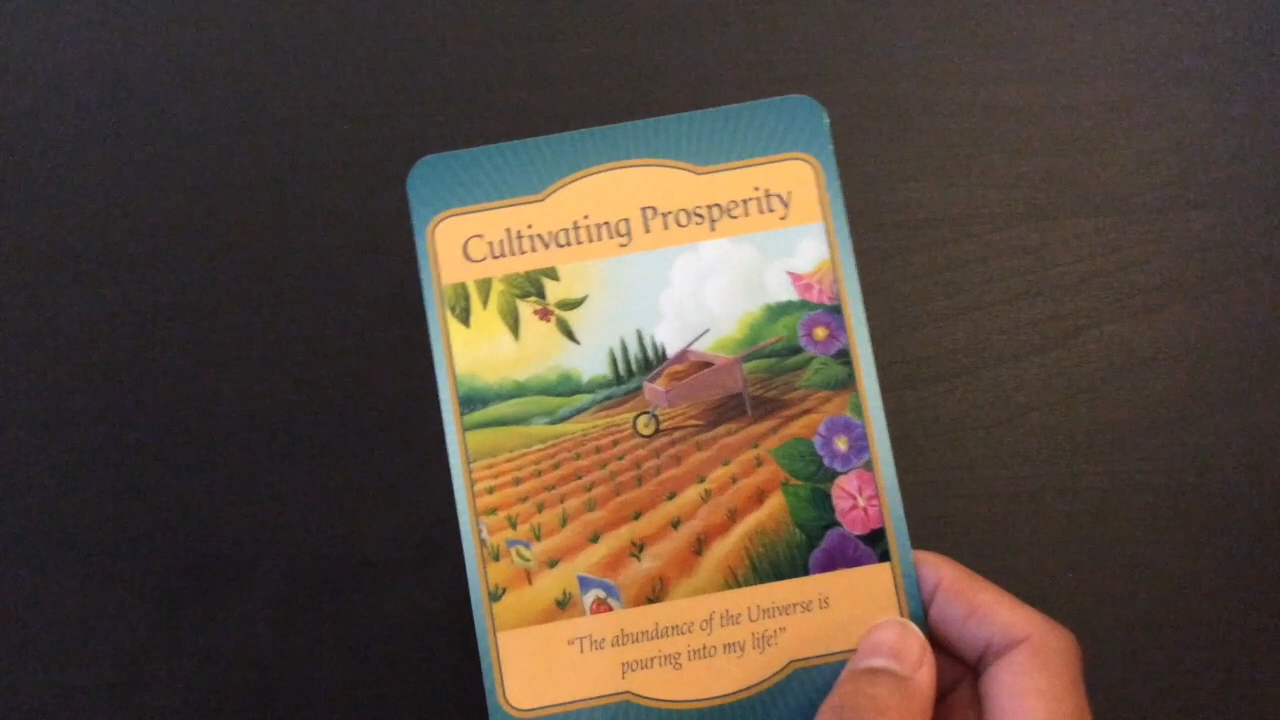 Cultivating Prosperity
“The abundance of the Universe is
pouring into my life!”